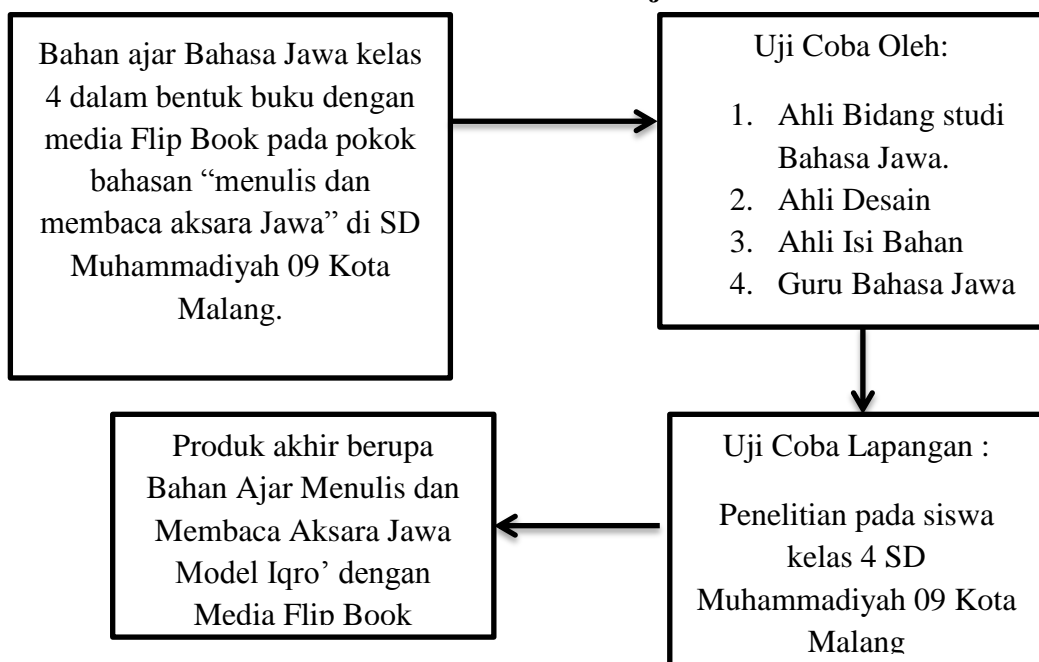 Bahan ajar Bahasa Jawa kelas
4 dalam bentuk buku dengan
media Flip Book pada pokok
bahasan “menulis dan
membaca aksara Jawa” di SD
Muhammadiyah 09 Kota
Malang.
Uji Coba Oleh:
1. Ahli Bidang studi
Bahasa Jawa.
2. Ahli Desain
3. Ahli Isi Bahan
4. Guru Bahasa Jawa
Uji Coba Lapangan :
Penelitian pada siswa
kelas 4 SD
Muhammadiyah 09 Kota
Malang
Produk akhir berupa
Bahan Ajar Menulis dan
Membaca Aksara Jawa
Model Iqro’ dengan
Media Flip Book